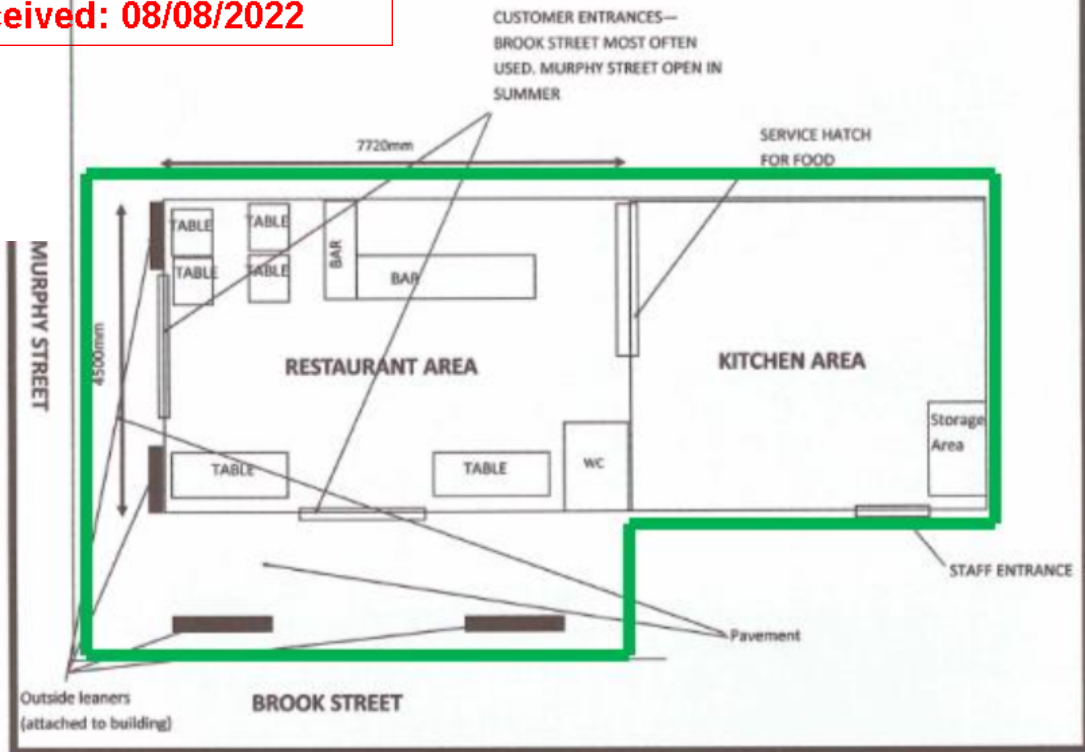 ceived: 08/08/2022
CUSTOMER ENTRANCES—
BROOK STREET MOST OFTEN
USED. MURPHY STREET OPEN IN
SUMMER
7720mm
SERVICE HATCH
FOR FOOD
TABLE
TABLE
TABLE
TABLE
BAR
BAR
MURPHY STREET
4500mm
RESTAURANT AREA
KITCHEN AREA
Storage
Area
TABLE
TABLE
WC
STAFF ENTRANCE
Pavement
Outside leaners
(attached to building)
BROOK STREET